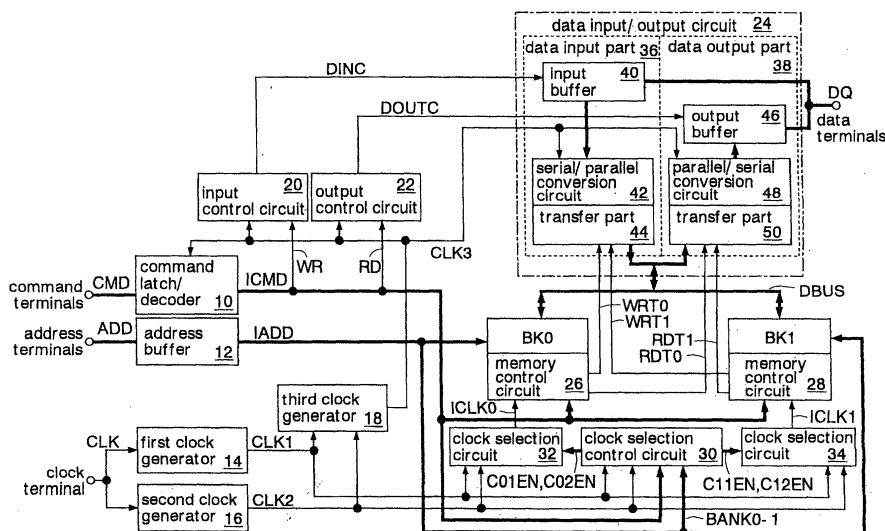 data input/output circuit 24
data input part 36
data output part 38
DINC
input buffer 40
DQ
data terminals
DOUTC
output buffer 46
input control circuit 20
output control circuit 22
serial/parallel conversion circuit 42
parallel/serial conversion circuit 48
transfer part 44
transfer part 50
CLK3
WR
RD
command terminals
CMD
command latch/decoder 10
ICMD
DBUS
WRT0
WRT1
address terminals
ADD
address buffer 12
IADD
BK0
BK1
RDT1
RDT0
memory control circuit 26
memory control circuit 28
third clock generator 18
ICLK0
ICLK1
CLK
first clock generator 14
CLK1
clock selection circuit 32
clock selection control circuit 30
clock selection circuit 34
clock terminal
C01EN,C02EN
C11EN,C12EN
second clock generator 16
CLK2
BANK0-1